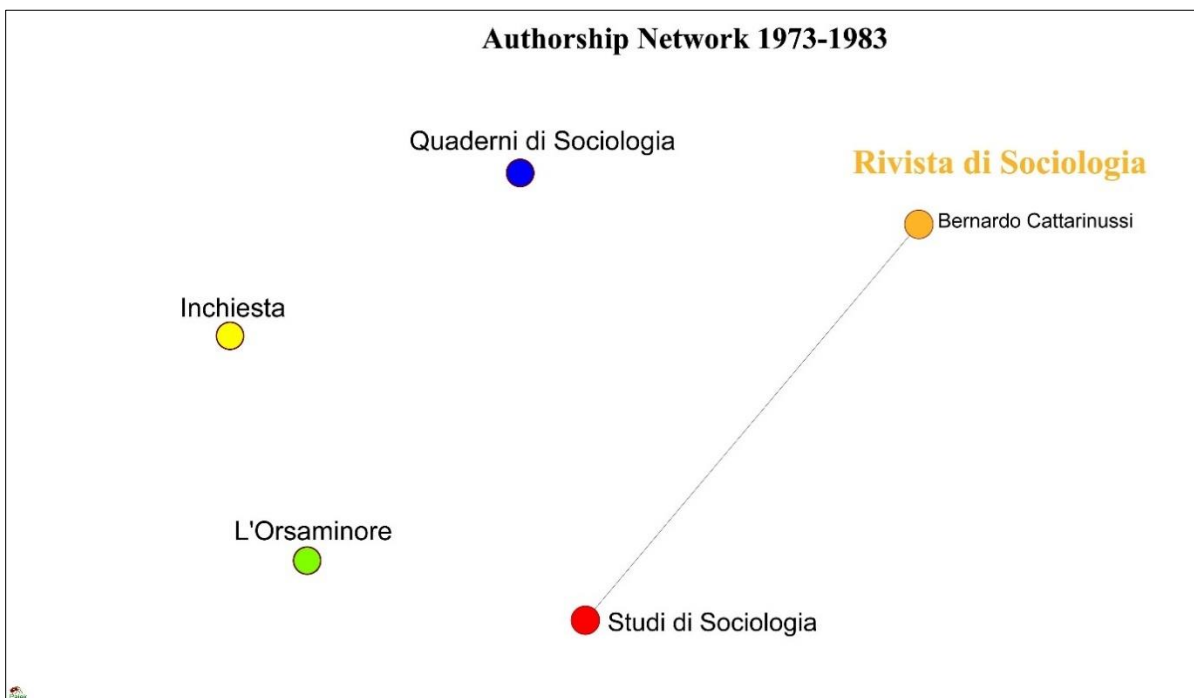 Authorship Network 1973-1983
Quaderni di Sociologia
Rivista di Sociologia
Bernardo Cattarinussi
Inchiesta
L'Orsaminore
Studi di Sociologia